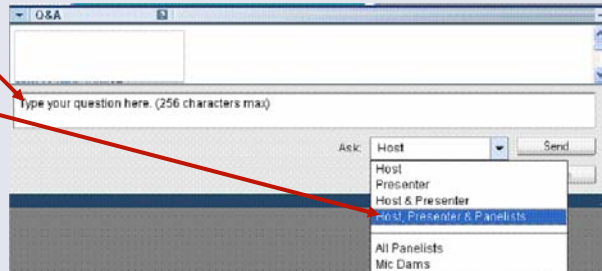 Q&A
Type your question here. (256 characters max)
Ask: Host Send
Host
Presenter
Host & Presenter
Host, Presenter & Panelists
All Panelists
Mic Dams